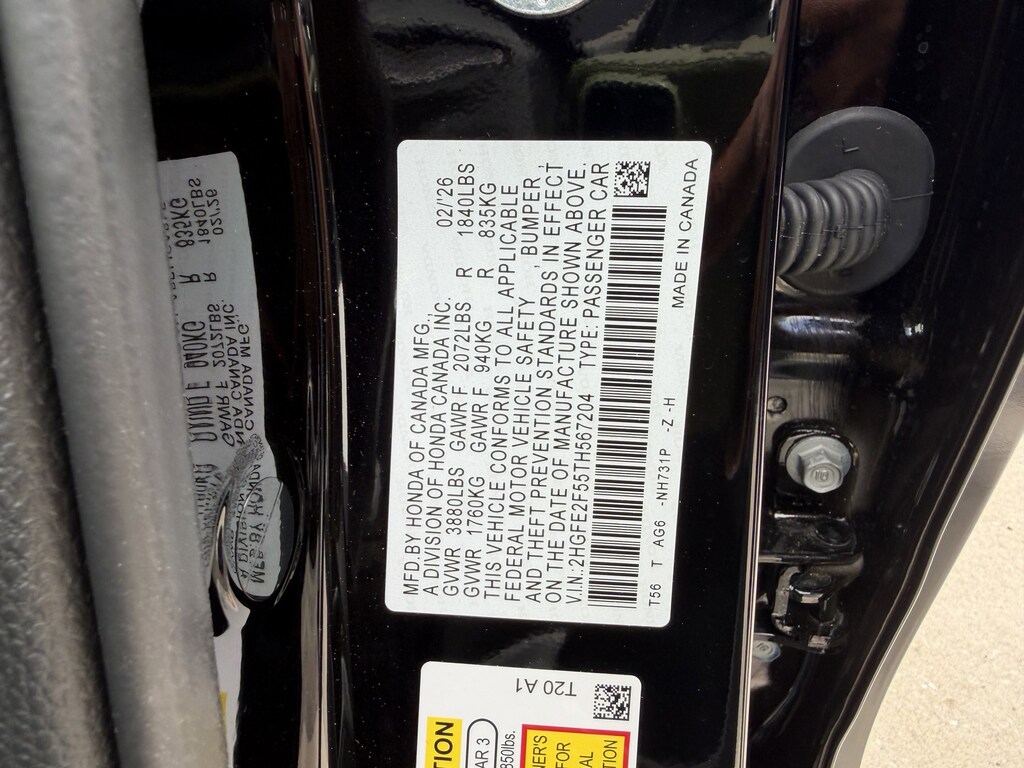 MFD.BY HONDA OF CANADA MFG.,
A DIVISION OF HONDA CANADA INC. 02/'26
GVWR 3880LBS GAWR F 2072LBS R 1840LBS
GVWR 1760KG GAWR F 940KG R 835KG
THIS VEHICLE CONFORMS TO ALL APPLICABLE
FEDERAL MOTOR VEHICLE SAFETY, BUMPER,
AND THEFT PREVENTION STANDARDS, IN EFFECT
ON THE DATE OF MANUFACTURE SHOWN ABOVE.
V.I.N.:2HGFE2F55TH567204 TYPE: PASSENGER CAR
T56 T AG6 -NH731P -Z -H
MADE IN CANADA
T20 A1
850lbs.